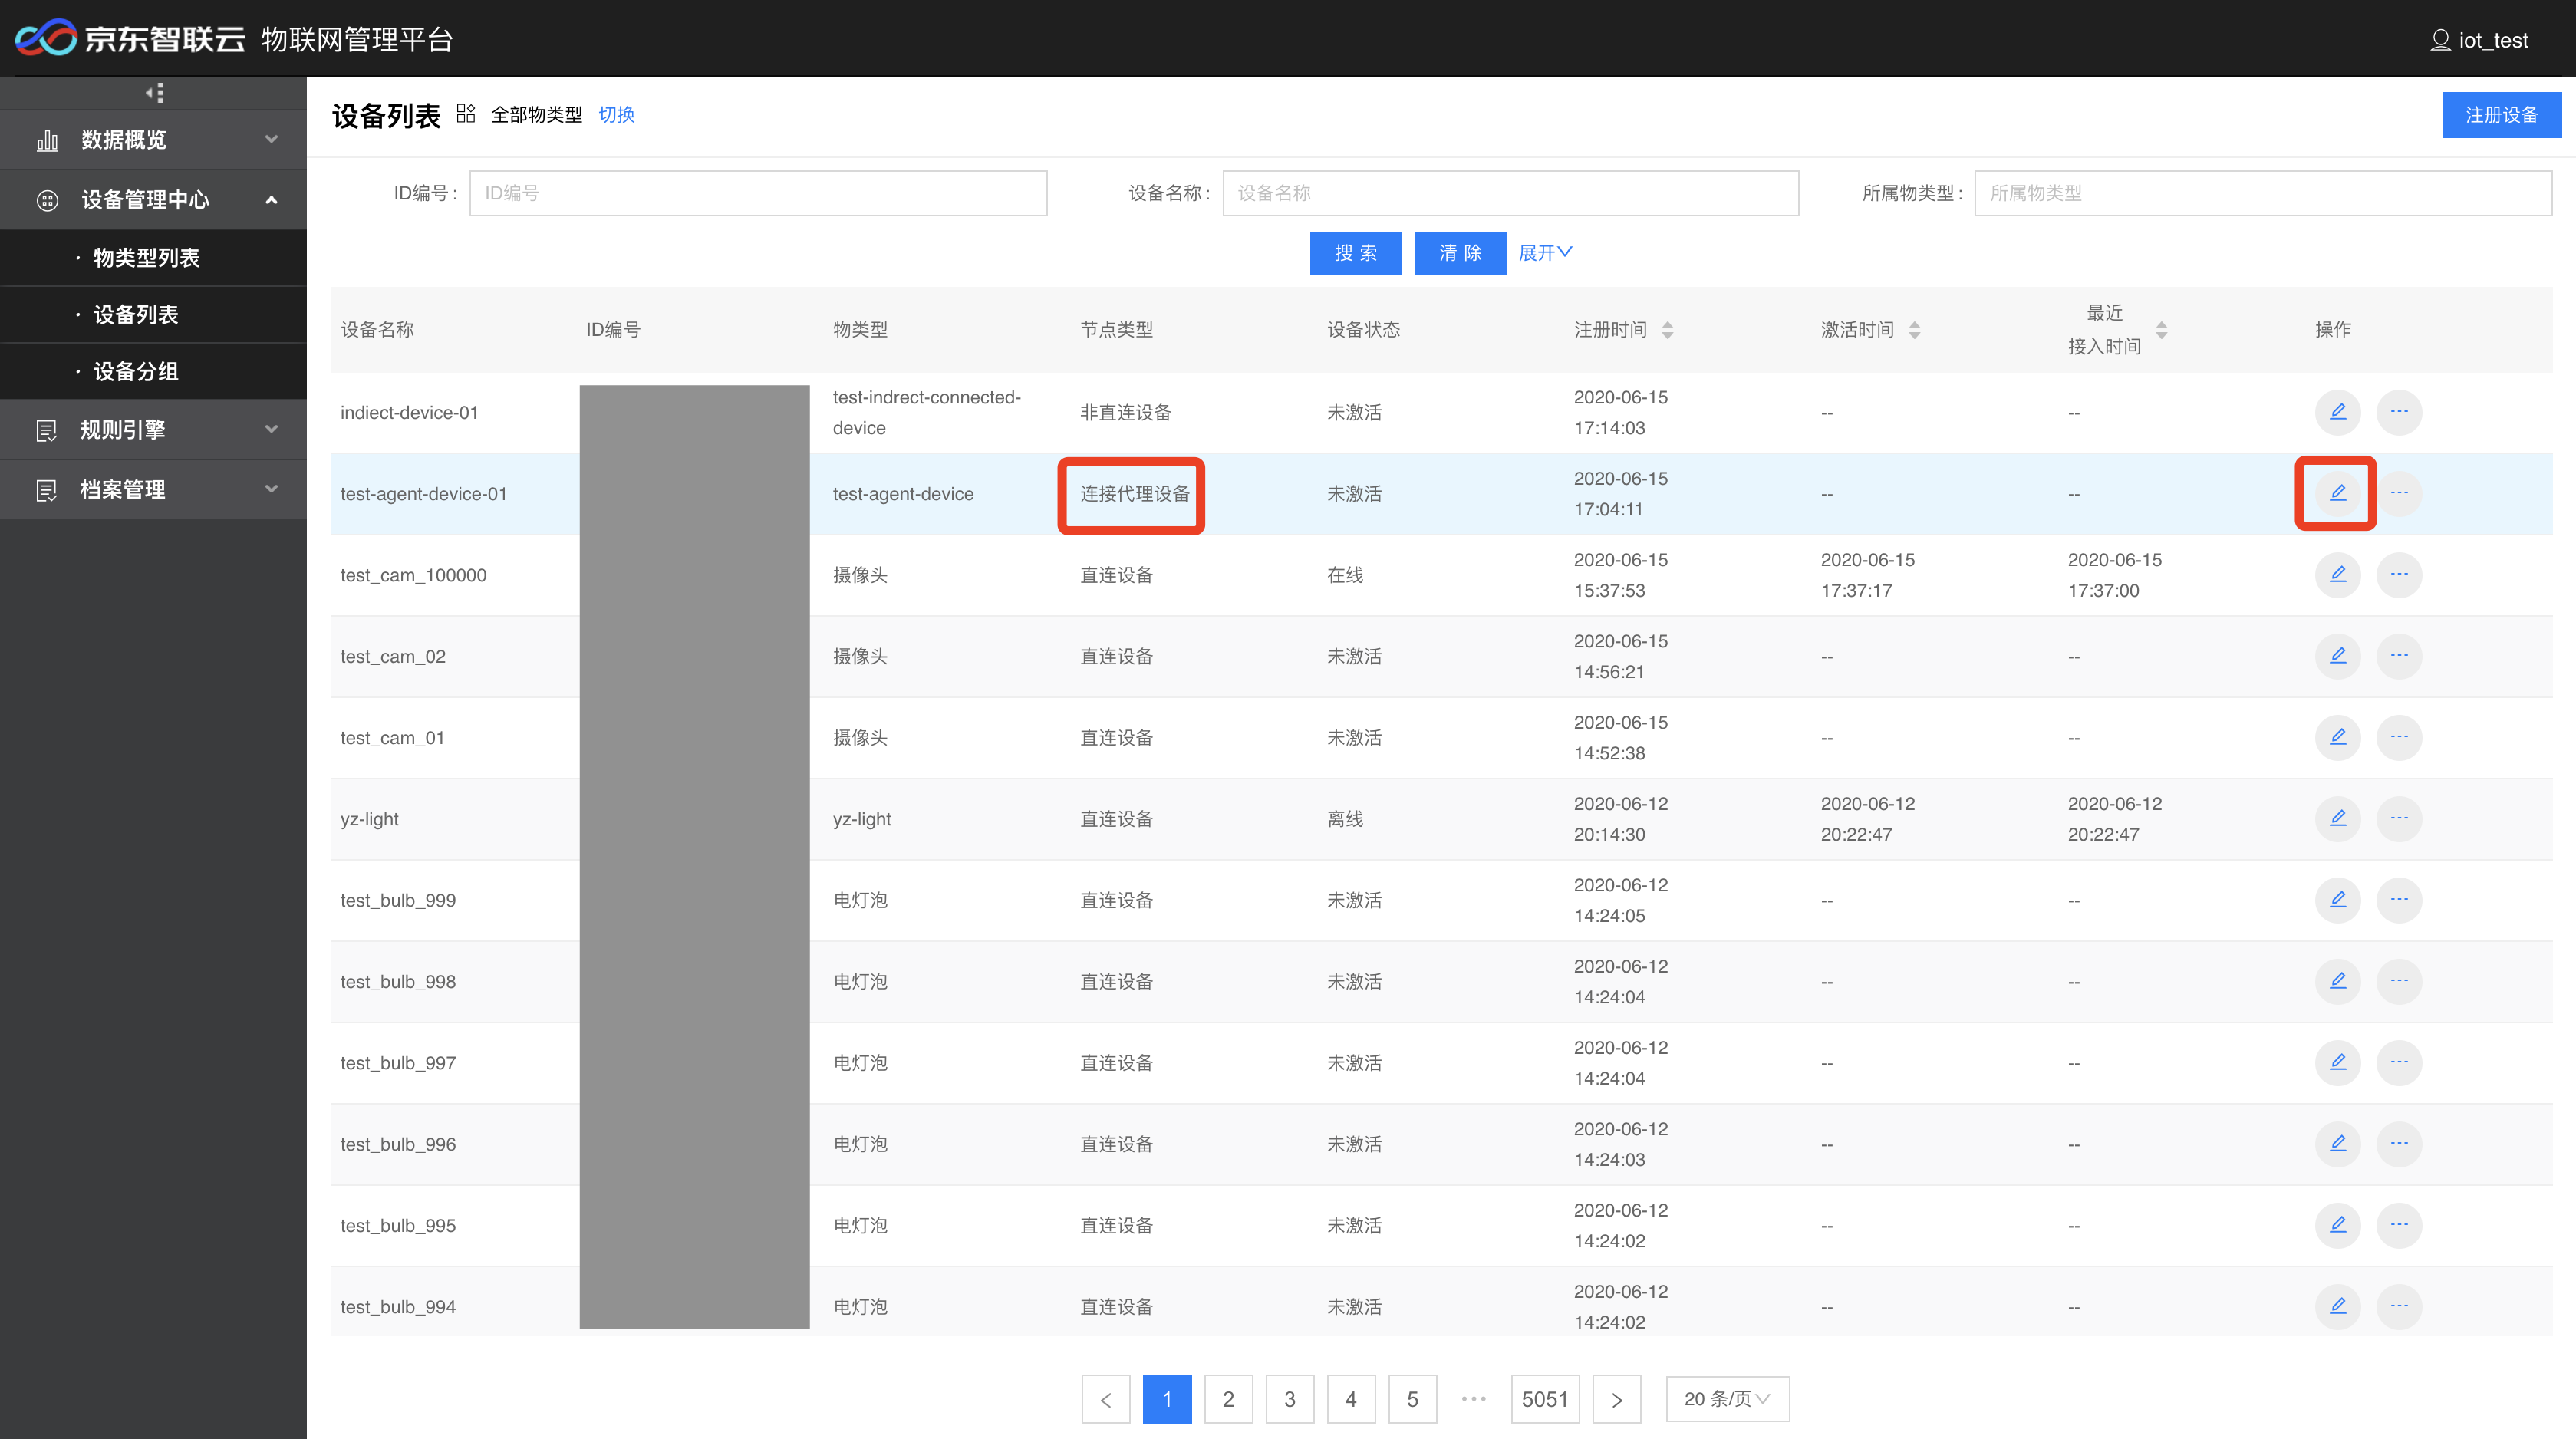 京东智联云 物联网管理平台
iot_test
数据概览
设备管理中心
· 物类型列表
· 设备列表
· 设备分组
规则引擎
档案管理
设备列表 全部物类型 切换
注册设备
ID编号 : ID编号
设备名称 : 设备名称
所属物类型 : 所属物类型
搜 索 清 除 展开
设备名称 ID编号 物类型 节点类型 设备状态 注册时间 激活时间 最近
接入时间 操作
indiect-device-01 test-indrect-connected-
device 非直连设备 未激活 2020-06-15
17:14:03 -- --
test-agent-device-01 test-agent-device 连接代理设备 未激活 2020-06-15
17:04:11 -- --
test_cam_100000 摄像头 直连设备 在线 2020-06-15 2020-06-15 2020-06-15
15:37:53 17:37:17 17:37:00
test_cam_02 摄像头 直连设备 未激活 2020-06-15
14:56:21 -- --
test_cam_01 摄像头 直连设备 未激活 2020-06-15
14:52:38 -- --
yz-light yz-light 直连设备 离线 2020-06-12 2020-06-12 2020-06-12
20:14:30 20:22:47 20:22:47
test_bulb_999 电灯泡 直连设备 未激活 2020-06-12
14:24:05 -- --
test_bulb_998 电灯泡 直连设备 未激活 2020-06-12
14:24:04 -- --
test_bulb_997 电灯泡 直连设备 未激活 2020-06-12
14:24:04 -- --
test_bulb_996 电灯泡 直连设备 未激活 2020-06-12
14:24:03 -- --
test_bulb_995 电灯泡 直连设备 未激活 2020-06-12
14:24:02 -- --
test_bulb_994 电灯泡 直连设备 未激活 2020-06-12
14:24:02 -- --
< 1 2 3 4 5 ••• 5051 > 20 条/页